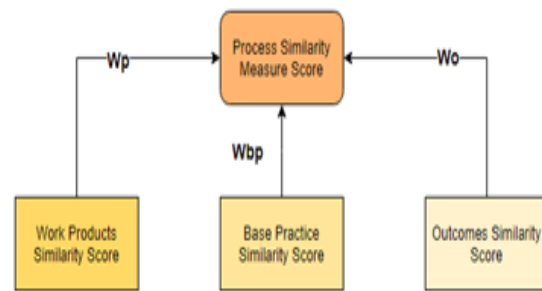 Process Similarity
Measure Score
Wp
Wo
Wbp
Work Products
Similarity Score
Base Practice
Similarity Score
Outcomes Similarity
Score